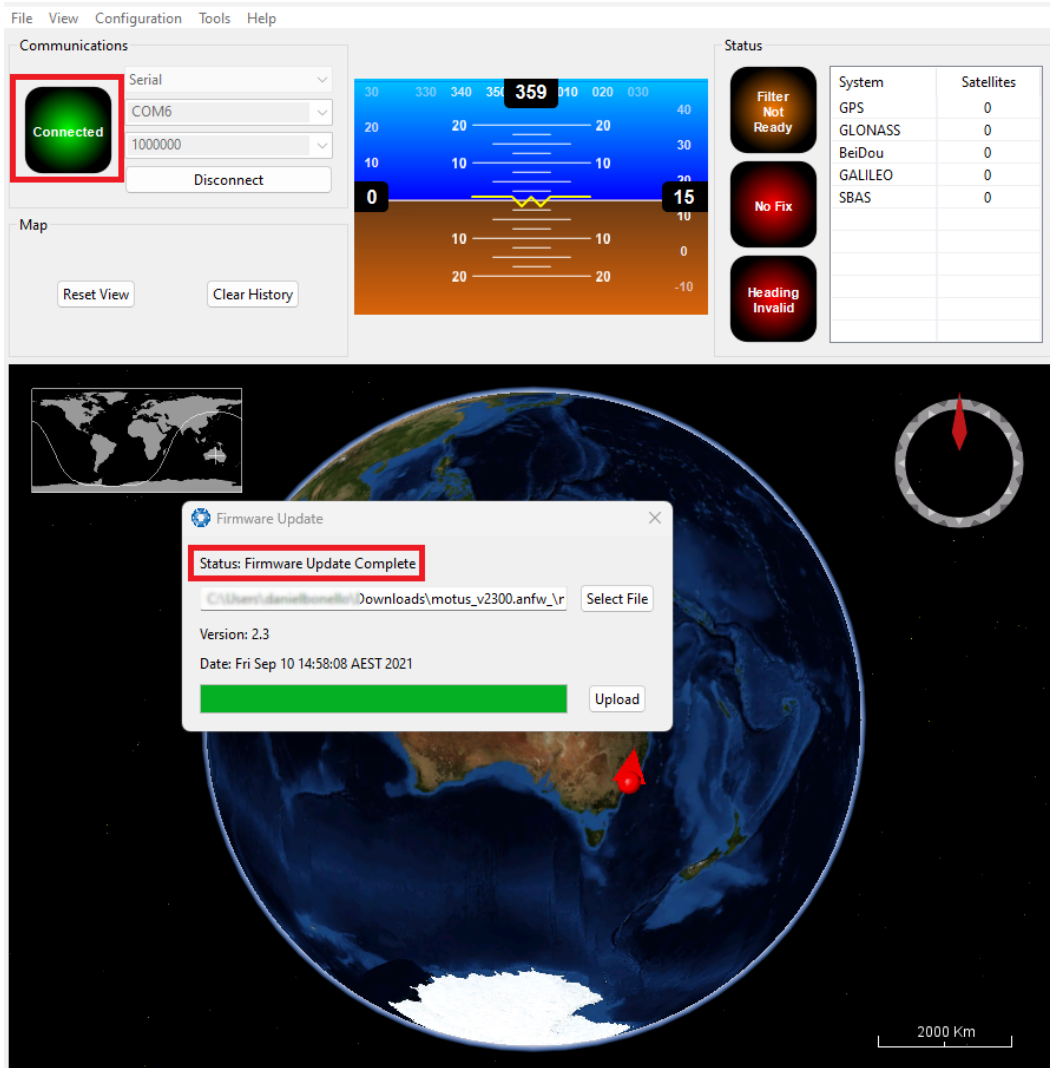 File View Configuration Tools Help
Communications
Connected
Serial
COM6
1000000
Disconnect
Map
Reset View Clear History
30 330 340 350 359 010 020 030
40
20 20 20
30
10 10 10
20
0 15
10
10 10
0
20 20
-10
Status
Filter
Not
Ready
No Fix
Heading
Invalid
System Satellites
GPS 0
GLONASS 0
BeiDou 0
GALILEO 0
SBAS 0
Firmware Update
Status: Firmware Update Complete
Downloads\motus_v2300.anfw_\r Select File
Version: 2.3
Date: Fri Sep 10 14:58:08 AEST 2021
Upload
2000 Km